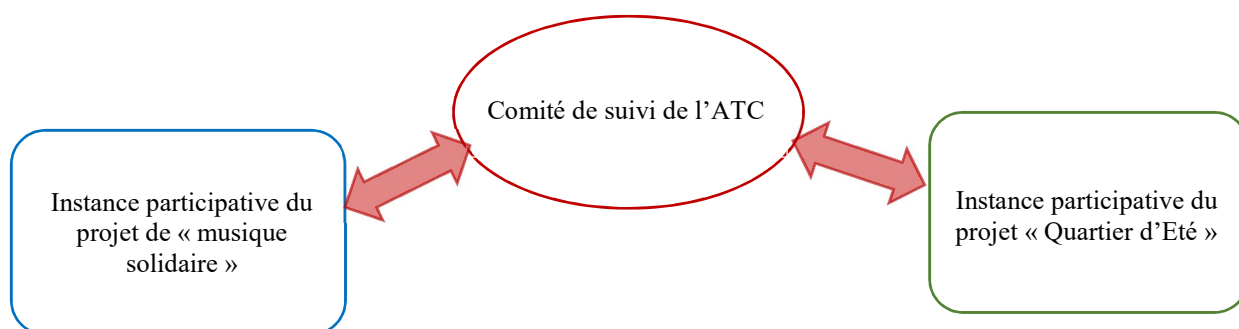 Comité de suivi de l’ATC
Instance participative du
projet de « musique
solidaire »
Instance participative du
projet « Quartier d’Eté »